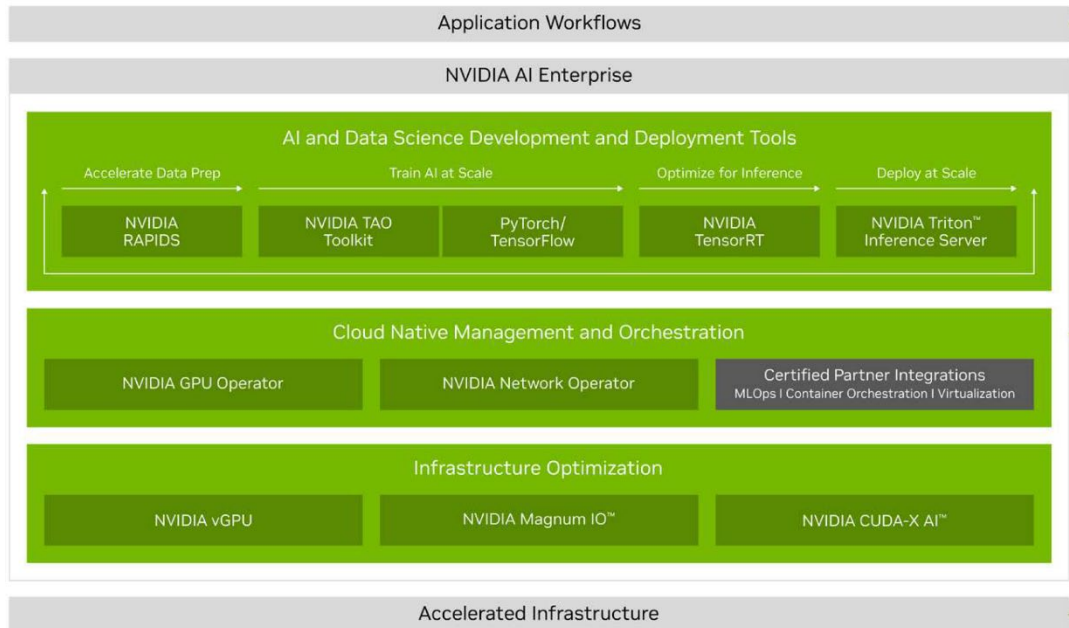 Application Workflows
NVIDIA AI Enterprise
AI and Data Science Development and Deployment Tools
Accelerate Data Prep
Train AI at Scale
Optimize for Inference
Deploy at Scale
NVIDIA
RAPIDS
NVIDIA TAO
Toolkit
PyTorch/
TensorFlow
NVIDIA
TensorRT
NVIDIA Triton™
Inference Server
Cloud Native Management and Orchestration
NVIDIA GPU Operator
NVIDIA Network Operator
Certified Partner Integrations
MLOps | Container Orchestration | Virtualization
Infrastructure Optimization
NVIDIA vGPU
NVIDIA Magnum IO™
NVIDIA CUDA-X AI™
Accelerated Infrastructure